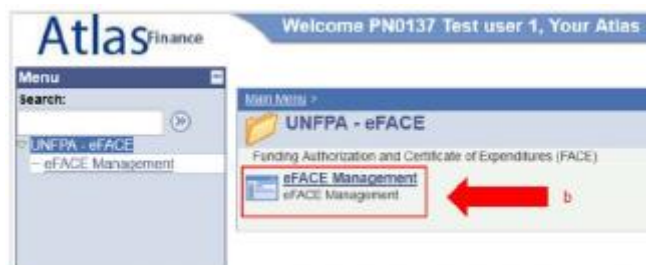 Atlas Finance
Welcome PN0137 Test user 1, Your Atlas
Menu
Search:
UNFPA - eFACE
– eFACE Management
Main Menu >
UNFPA - eFACE
Funding Authorization and Certificate of Expenditures (FACE)
eFACE Management
eFACE Management
b